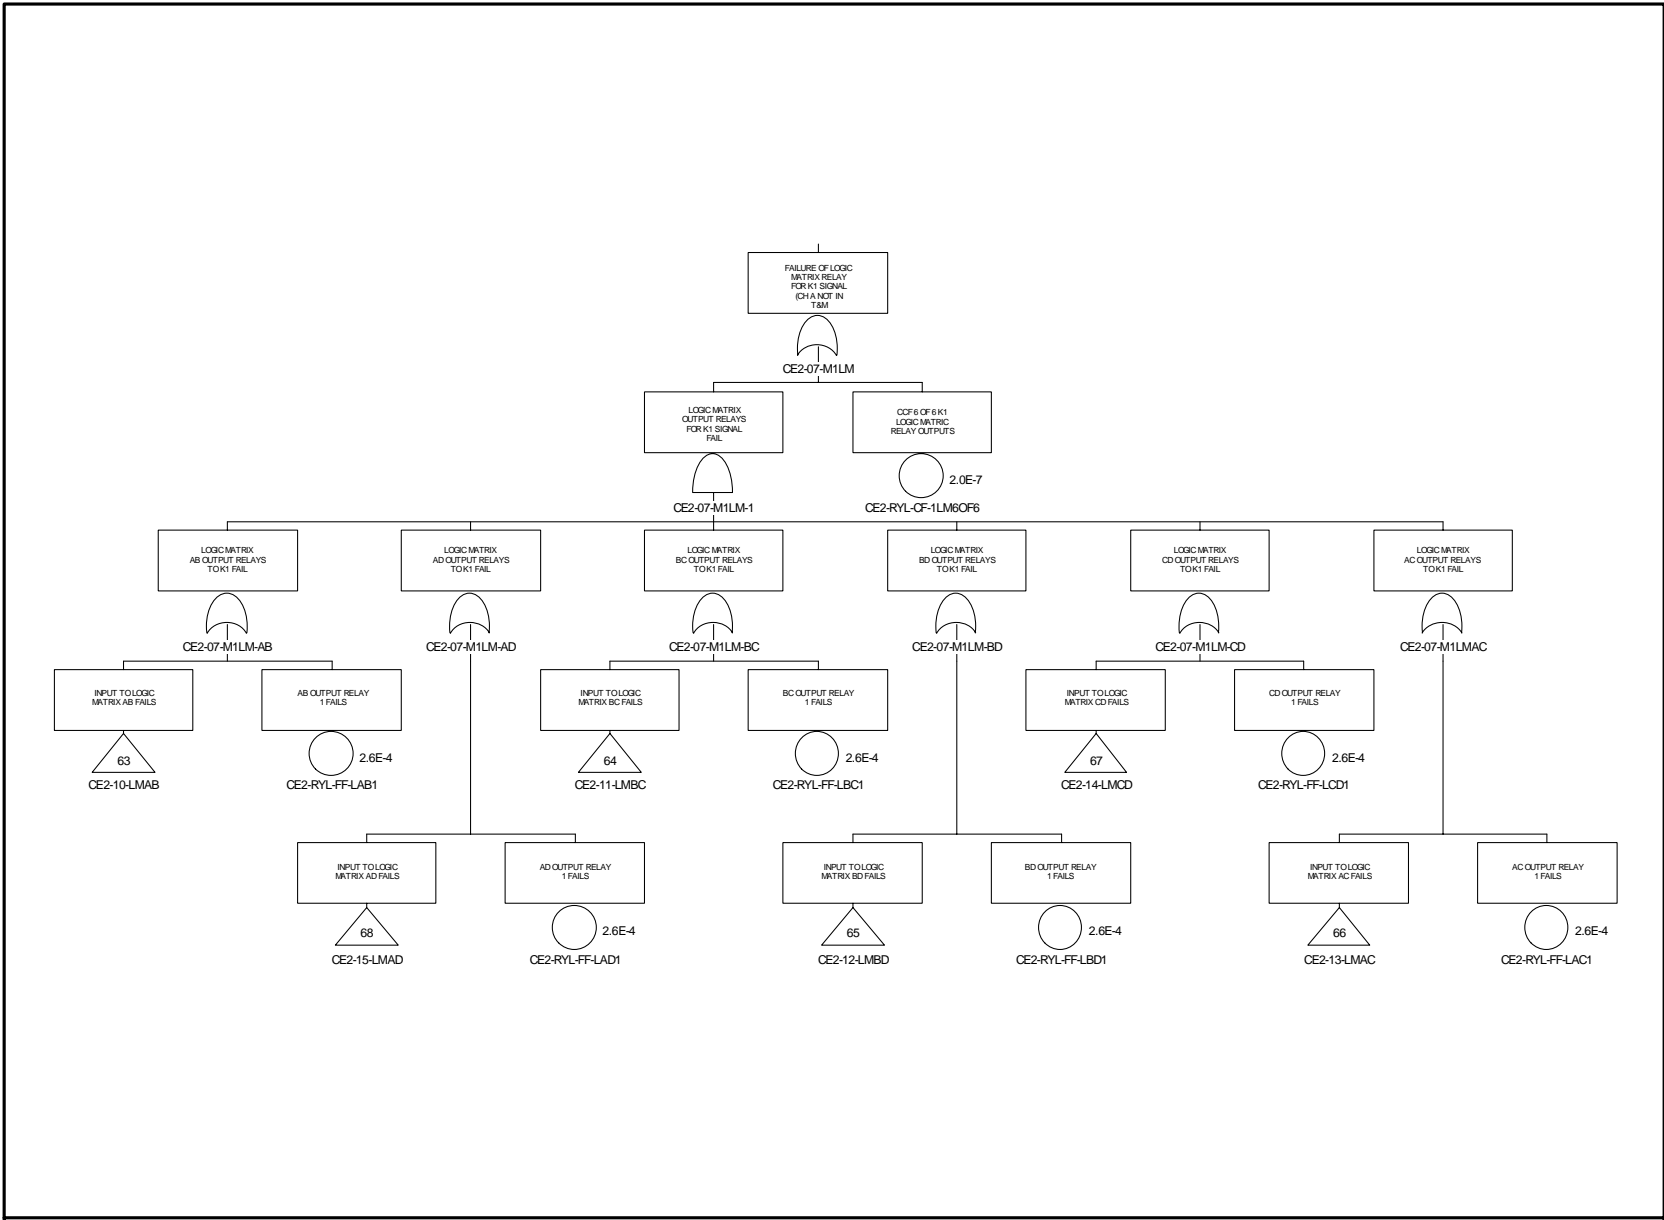 FAILURE OF LOGIC
MATRIX RELAY
FOR K1 SIGNAL
(CH A NOT IN
T&M
CE2-07-M1LM
LOGIC MATRIX
OUTPUT RELAYS
FOR K1 SIGNAL
FAIL
CE2-07-M1LM-1
CCF 6 OF 6 K1
LOGIC MATRIC
RELAY OUTPUTS
2.0E-7
CE2-RYL-CF-1LM6OF6
LOGIC MATRIX
AB OUTPUT RELAYS
TO K1 FAIL
CE2-07-M1LM-AB
LOGIC MATRIX
AD OUTPUT RELAYS
TO K1 FAIL
CE2-07-M1LM-AD
LOGIC MATRIX
BC OUTPUT RELAYS
TO K1 FAIL
CE2-07-M1LM-BC
LOGIC MATRIX
BD OUTPUT RELAYS
TO K1 FAIL
CE2-07-M1LM-BD
LOGIC MATRIX
CD OUTPUT RELAYS
TO K1 FAIL
CE2-07-M1LM-CD
LOGIC MATRIX
AC OUTPUT RELAYS
TO K1 FAIL
CE2-07-M1LMAC
INPUT TO LOGIC
MATRIX AB FAILS
63
CE2-10-LMAB
AB OUTPUT RELAY
1 FAILS
2.6E-4
CE2-RYL-FF-LAB1
INPUT TO LOGIC
MATRIX BC FAILS
64
CE2-11-LMBC
BC OUTPUT RELAY
1 FAILS
2.6E-4
CE2-RYL-FF-LBC1
INPUT TO LOGIC
MATRIX CD FAILS
67
CE2-14-LMCD
CD OUTPUT RELAY
1 FAILS
2.6E-4
CE2-RYL-FF-LCD1
INPUT TO LOGIC
MATRIX AD FAILS
68
CE2-15-LMAD
AD OUTPUT RELAY
1 FAILS
2.6E-4
CE2-RYL-FF-LAD1
INPUT TO LOGIC
MATRIX BD FAILS
65
CE2-12-LMBD
BD OUTPUT RELAY
1 FAILS
2.6E-4
CE2-RYL-FF-LBD1
INPUT TO LOGIC
MATRIX AC FAILS
66
CE2-13-LMAC
AC OUTPUT RELAY
1 FAILS
2.6E-4
CE2-RYL-FF-LAC1